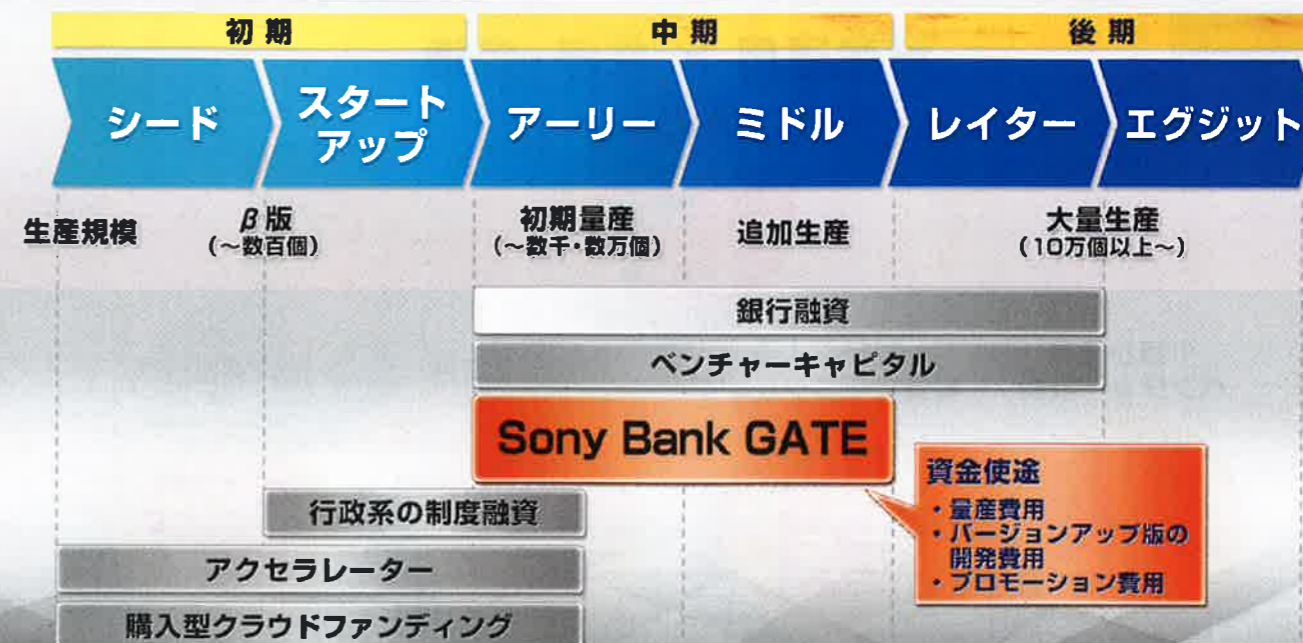 初期
中期
後期
シード
スタート
アップ
アーリー
ミドル
レイター
エグジット
生産規模
β版
(～数百個)
初期量産
(～数千・数万個)
追加生産
大量生産
(10万個以上～)
銀行融資
ベンチャーキャピタル
Sony Bank GATE
資金使途
・量産費用
・バージョンアップ版の
開発費用
・プロモーション費用
行政系の制度融資
アクセラレーター
購入型クラウドファンディング